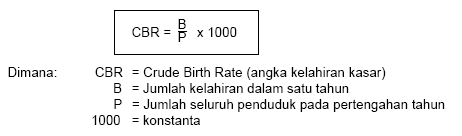 CBR = B/P x 1000
Dimana: CBR = Crude Birth Rate (angka kelahiran kasar)
B = Jumlah kelahiran dalam satu tahun
P = Jumlah seluruh penduduk pada pertengahan tahun
1000 = konstanta